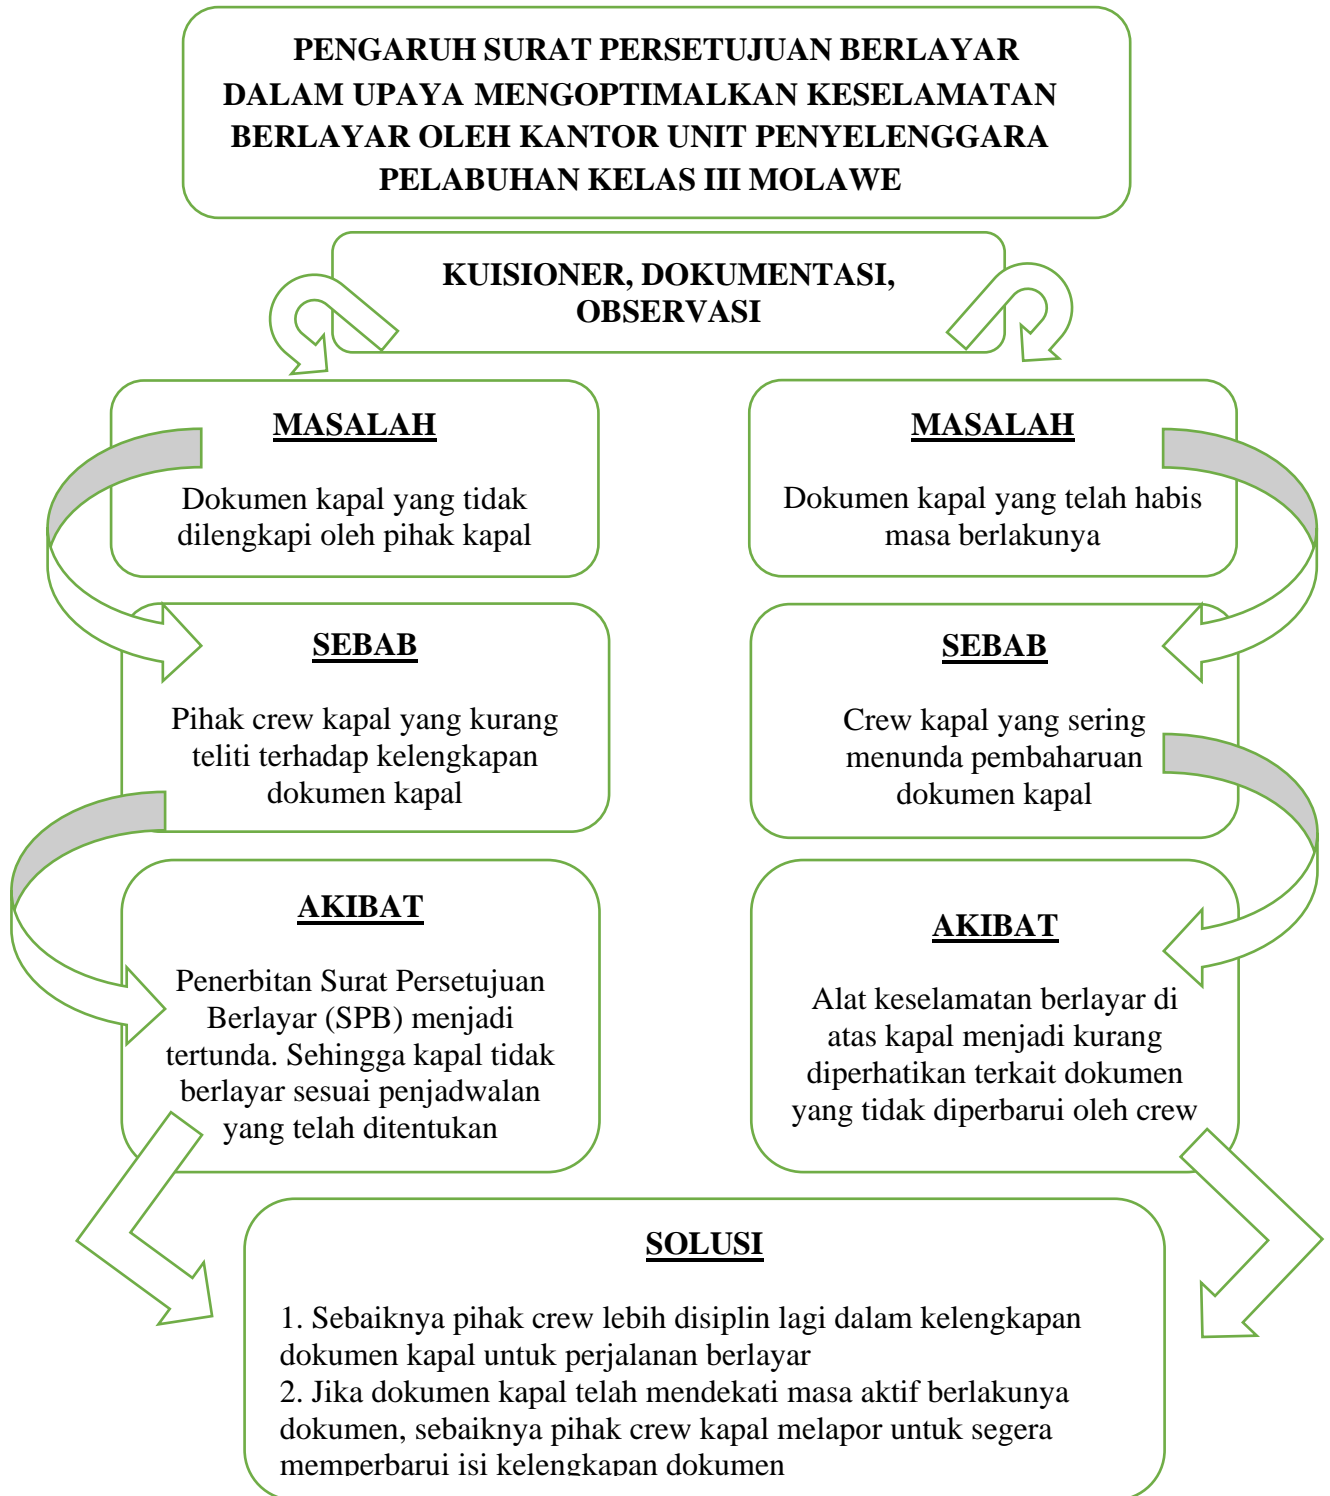 PENGARUH SURAT PERSETUJUAN BERLAYAR
DALAM UPAYA MENGOPTIMALKAN KESELAMATAN
BERLAYAR OLEH KANTOR UNIT PENYELENGGARA
PELABUHAN KELAS III MOLAWE
KUISIONER, DOKUMENTASI,
OBSERVASI
MASALAH
Dokumen kapal yang tidak
dilengkapi oleh pihak kapal
MASALAH
Dokumen kapal yang telah habis
masa berlakunya
SEBAB
Pihak crew kapal yang kurang
teliti terhadap kelengkapan
dokumen kapal
SEBAB
Crew kapal yang sering
menunda pembaharuan
dokumen kapal
AKIBAT
Penerbitan Surat Persetujuan
Berlayar (SPB) menjadi
tertunda. Sehingga kapal tidak
berlayar sesuai penjadwalan
yang telah ditentukan
AKIBAT
Alat keselamatan berlayar di
atas kapal menjadi kurang
diperhatikan terkait dokumen
yang tidak diperbarui oleh crew
SOLUSI
1. Sebaiknya pihak crew lebih disiplin lagi dalam kelengkapan
dokumen kapal untuk perjalanan berlayar
2. Jika dokumen kapal telah mendekati masa aktif berlakunya
dokumen, sebaiknya pihak crew kapal melapor untuk segera
memperbarui isi kelengkapan dokumen